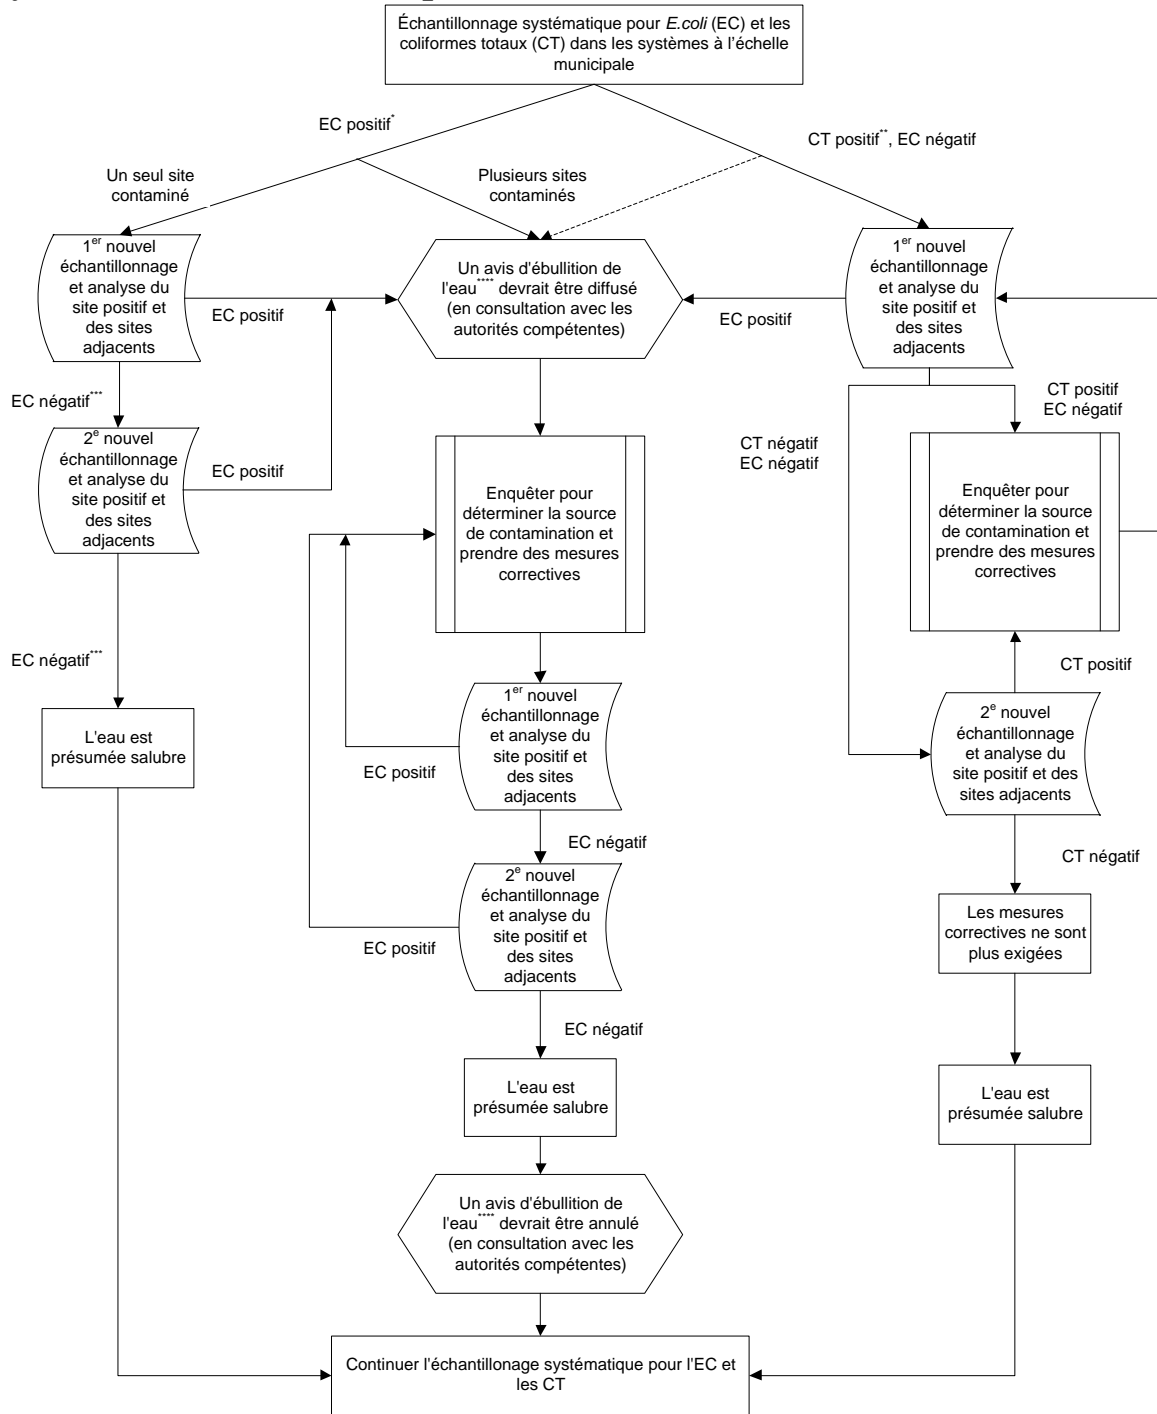 Échantillonnage systématique pour E.coli (EC) et les
coliformes totaux (CT) dans les systèmes à l'échelle
municipale
EC positif*
CT positif**, EC négatif
Un seul site
contaminé
Plusieurs sites
contaminés
1er nouvel
échantillonnage
et analyse du
site positif et
des sites
adjacents
EC positif
Un avis d'ébullition de
l'eau**** devrait être diffusé
(en consultation avec les
autorités compétentes)
EC positif
1er nouvel
échantillonnage
et analyse du
site positif et
des sites
adjacents
EC négatif***
CT positif
EC négatif
2e nouvel
échantillonnage
et analyse du
site positif et
des sites
adjacents
EC positif
CT négatif
EC négatif
Enquêter pour
déterminer la source
de contamination et
prendre des mesures
correctives
Enquêter pour
déterminer la source
de contamination et
prendre des mesures
correctives
EC négatif***
CT positif
L'eau est
présumée salubre
1er nouvel
échantillonnage
et analyse du
site positif et
des sites
adjacents
EC positif
2e nouvel
échantillonnage
et analyse du
site positif et des
sites adjacents
EC négatif
CT négatif
2e nouvel
échantillonnage
et analyse du
site positif et
des sites
adjacents
EC positif
Les mesures
correctives ne sont
plus exigées
EC négatif
L'eau est
présumée salubre
L'eau est
présumée salubre
Un avis d'ébullition de
l'eau**** devrait être annulé
(en consultation avec les
autorités compétentes)
Continuer l'échantillonage systématique pour l'EC et
les CT